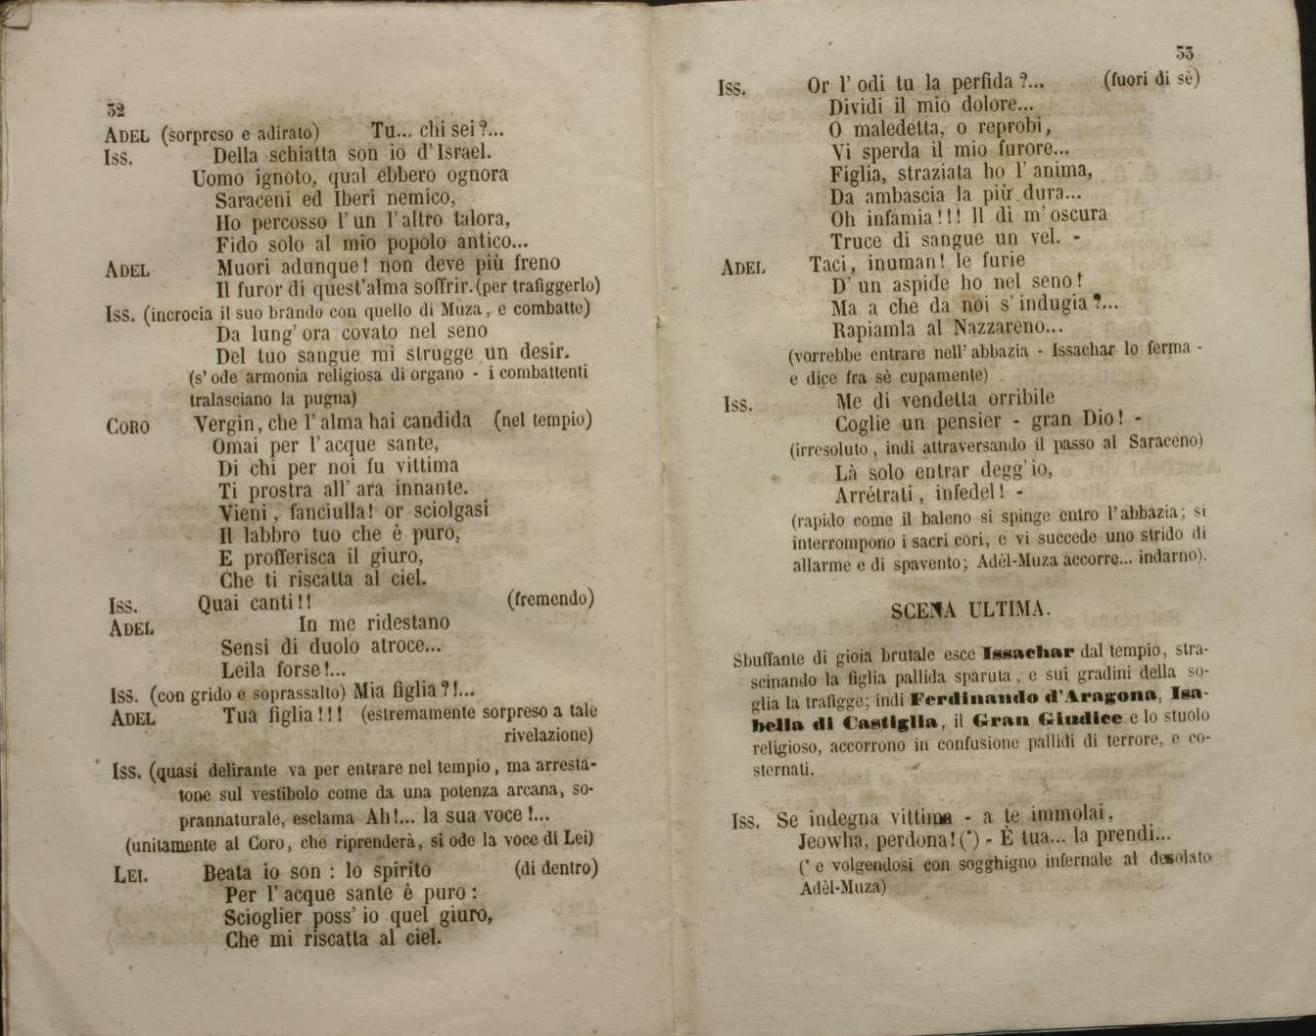 32
ADEL (sorpreso e adirato) Tu... chi sei?...
ISS. Della schiatta son io d'Israel.
Uomo ignoto, qual ebbero ognora
Saraceni ed Iberi nemico,
Ho percosso l'un l'altro talora,
Fido solo al mio popolo antico...
ADEL Muori adunque! non deve più freno
Il furor di quest'alma soffrir. (per trafiggerlo)
ISS. (incrocia il suo brando con quello di Muza, e combatte)
Da lung' ora covato nel seno
Del tuo sangue mi strugge un desir.
(s'ode armonia religiosa di organo - i combattenti
tralasciano la pugna)
CORO Vergin, che l'alma hai candida (nel tempio)
Omai per l'acque sante,
Di chi per noi fu vittima
Ti prostra all'ara innante.
Vieni, fanciulla! or sciolgasi
Il labbro tuo che è puro,
E profferisca il giuro,
Che ti riscatta al ciel.
ISS. Quai canti!! (fremendo)
ADEL In me ridestano
Sensi di duolo atroce...
Leila forse!...
ISS. (con grido e soprassalto) Mia figlia?!...
ADEL Tua figlia!!! (estremamente sorpreso a tale
rivelazione)
ISS. (quasi delirante va per entrare nel tempio, ma arresta-
tone sul vestibolo come da una potenza arcana, so-
prannaturale, esclama Ah!... la sua voce!...
(unitamente al Coro, che riprenderà, si ode la voce di Lei)
LEI. Beata io son: lo spirito (di dentro)
Per l'acque sante è puro:
Scioglier poss' io quel giuro,
Che mi riscatta al ciel.
33
ISS. Or l'odi tu la perfida?... (fuori di sè)
Dividi il mio dolore...
O maledetta, o reprobi,
Vi sperda il mio furore...
Figlia, straziata ho l'anima,
Da ambascia la più dura...
Oh infamia!!! Il dì m'oscura
Truce di sangue un vel. -
ADEL Taci, inuman! le furie
D'un aspide ho nel seno!
Ma a che da noi s'indugia?...
Rapiamla al Nazzareno...
(vorrebbe entrare nell'abbazia - Issachar lo ferma -
e dice fra sè cupamente)
ISS. Me di vendetta orribile
Coglie un pensier - gran Dio! -
(irresoluto, indi attraversando il passo al Saraceno)
Là solo entrar degg'io,
Arrétrati, infedel! -
(rapido come il baleno si spinge entro l'abbazia; si
interrompono i sacri cori, e vi succede uno strido di
allarme e di spavento; Adèl-Muza accorre... indarno).
SCENA ULTIMA.
Sbuffante di gioia brutale esce Issachar dal tempio, stra-
scinando la figlia pallida sparuta, e sui gradini della so-
glia la trafigge; indi Ferdinando d'Aragona, Isa-
bella di Castiglia, il Gran Giudice e lo stuolo
religioso, accorrono in confusione pallidi di terrore, e co-
sternati.
ISS. Se indegna vittima - a te immolai,
Jeowha, perdona! (*) - È tua... la prendi...
(* e volgendosi con sogghigno infernale al desolato
Adèl-Muza)